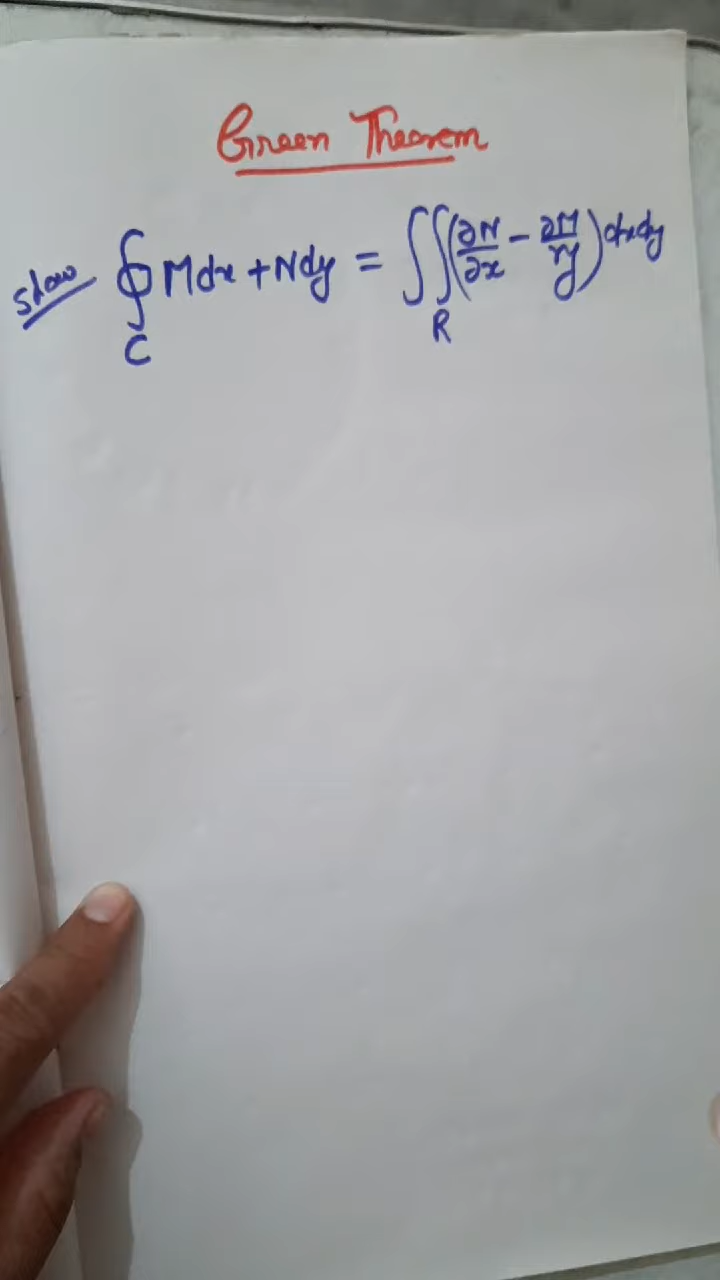 Green Theorem
Show ∮_C Mdx + Ndy = ∬_R (∂N/∂x − ∂M/∂y) dxdy